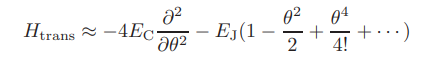 H_trans ≈ −4E_C ∂²/∂θ² − E_J(1 − θ²/2 + θ⁴/4! + ⋯)